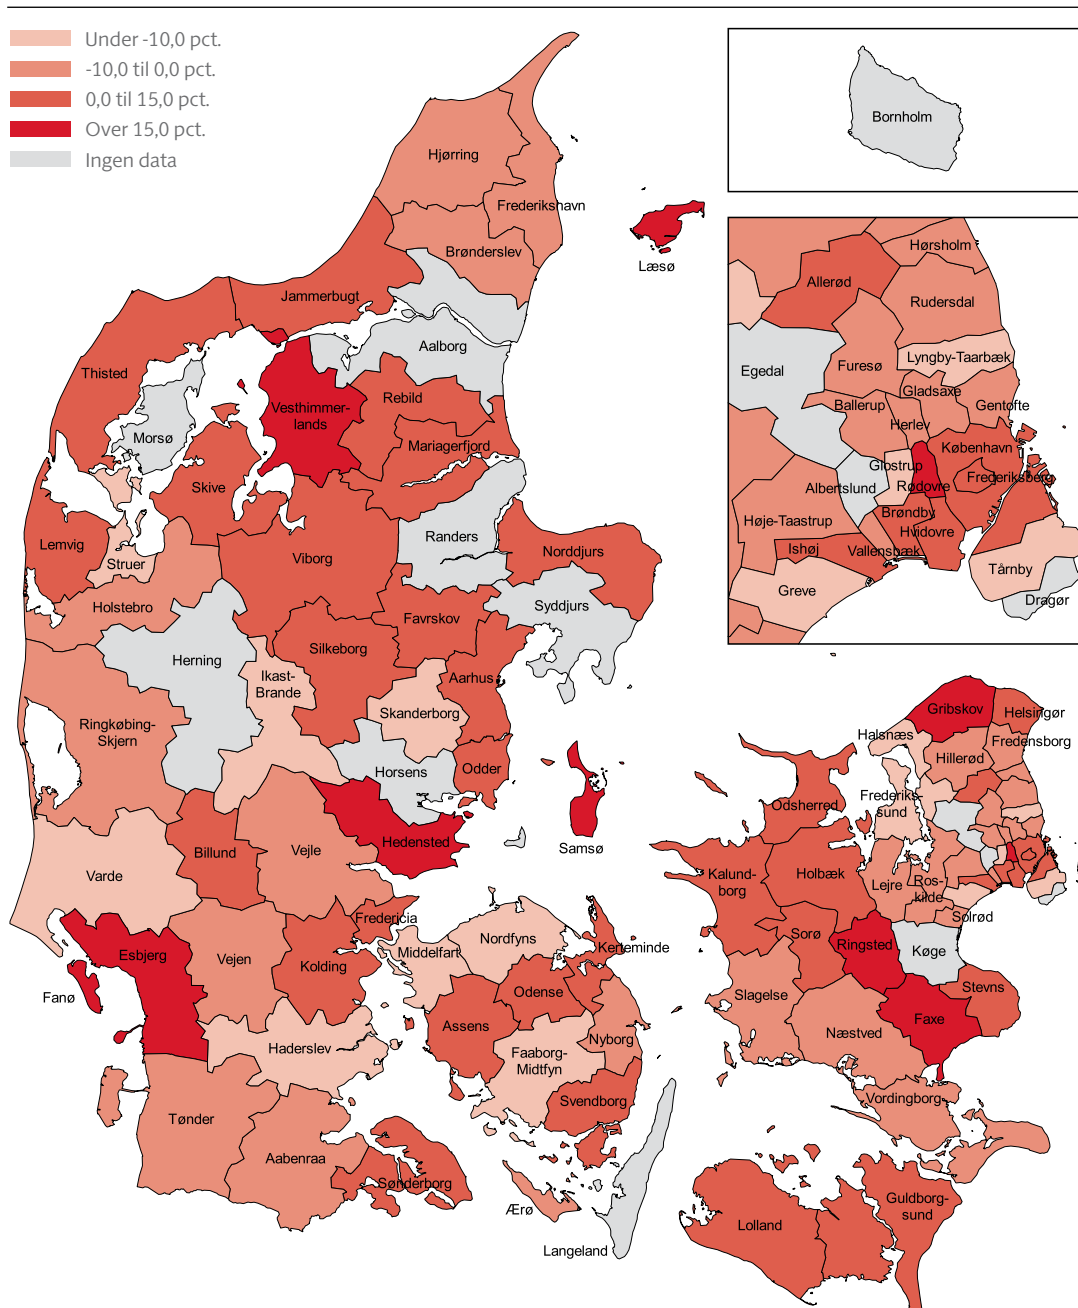 Under -10,0 pct.
-10,0 til 0,0 pct.
0,0 til 15,0 pct.
Over 15,0 pct.
Ingen data
Bornholm
Hjørring
Frederikshavn
Brønderslev
Læsø
Jammerbugt
Aalborg
Thisted
Vesthimmer-
lands
Rebild
Morsø
Mariagerfjord
Skive
Lemvig
Struer
Viborg
Randers
Norddjurs
Holstebro
Syddjurs
Favrskov
Herning
Silkeborg
Ikast-
Brande
Aarhus
Skanderborg
Ringkøbing-
Skjern
Horsens
Odder
Hedensted
Samsø
Billund
Vejle
Varde
Fredericia
Esbjerg
Vejen
Kolding
Fanø
Middelfart
Nordfyns
Kerteminde
Odense
Assens
Nyborg
Haderslev
Faaborg-
Midtfyn
Svendborg
Tønder
Aabenraa
Sønderborg
Ærø
Langeland
Hørsholm
Allerød
Rudersdal
Egedal
Lyngby-Taarbæk
Furesø
Gladsaxe
Ballerup
Gentofte
Herlev
København
Glostrup
Frederiksberg
Albertslund
Rødovre
Brøndby
Høje-Taastrup
Hvidovre
Ishøj
Vallensbæk
Tårnby
Greve
Dragør
Gribskov
Helsingør
Halsnæs
Fredensborg
Hillerød
Frederiks-
sund
Odsherred
Kalund-
borg
Holbæk
Lejre
Ros-
kilde
Solrød
Sorø
Ringsted
Køge
Stevns
Slagelse
Faxe
Næstved
Vordingborg
Guldborg-
sund
Lolland